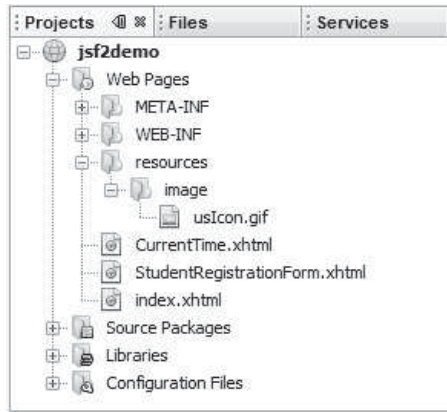 Projects Files Services
jsf2demo
Web Pages
META-INF
WEB-INF
resources
image
usIcon.gif
CurrentTime.xhtml
StudentRegistrationForm.xhtml
index.xhtml
Source Packages
Libraries
Configuration Files